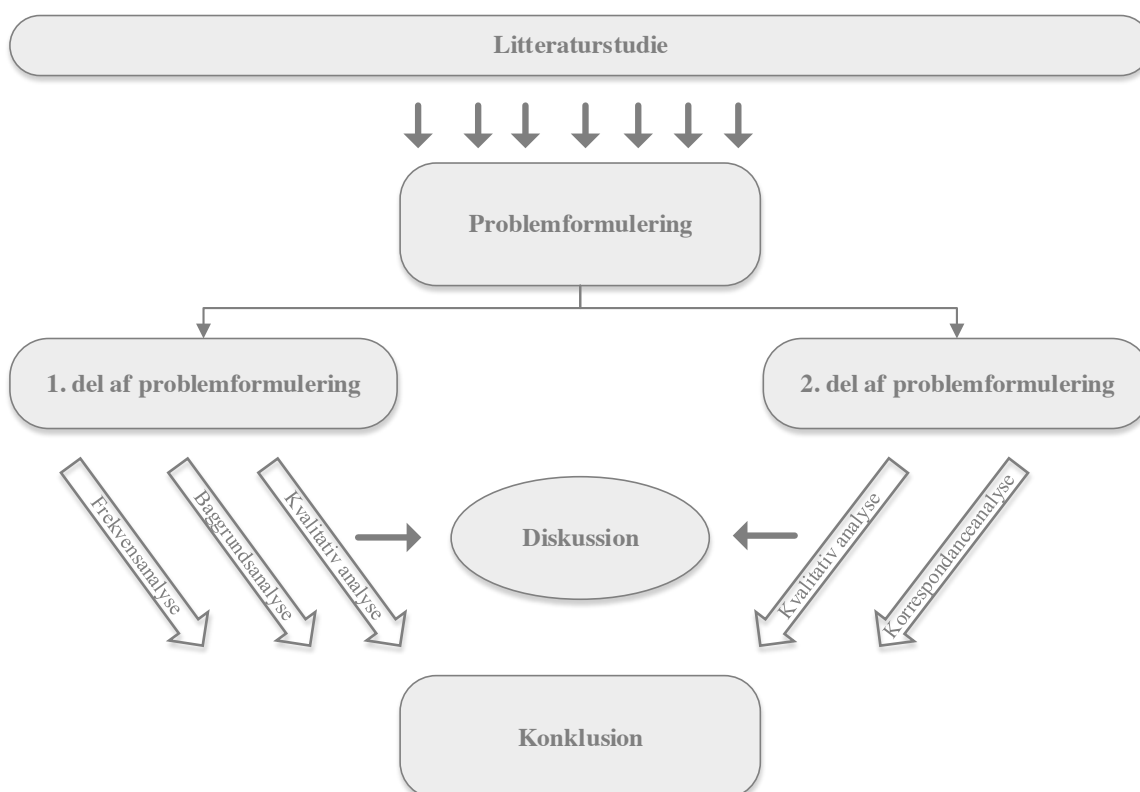 Litteraturstudie
Problemformulering
1. del af problemformulering
2. del af problemformulering
Frekvensanalyse
Baggrundsanalyse
Kvalitativ analyse
Diskussion
Kvalitativ analyse
Korrespondanceanalyse
Konklusion